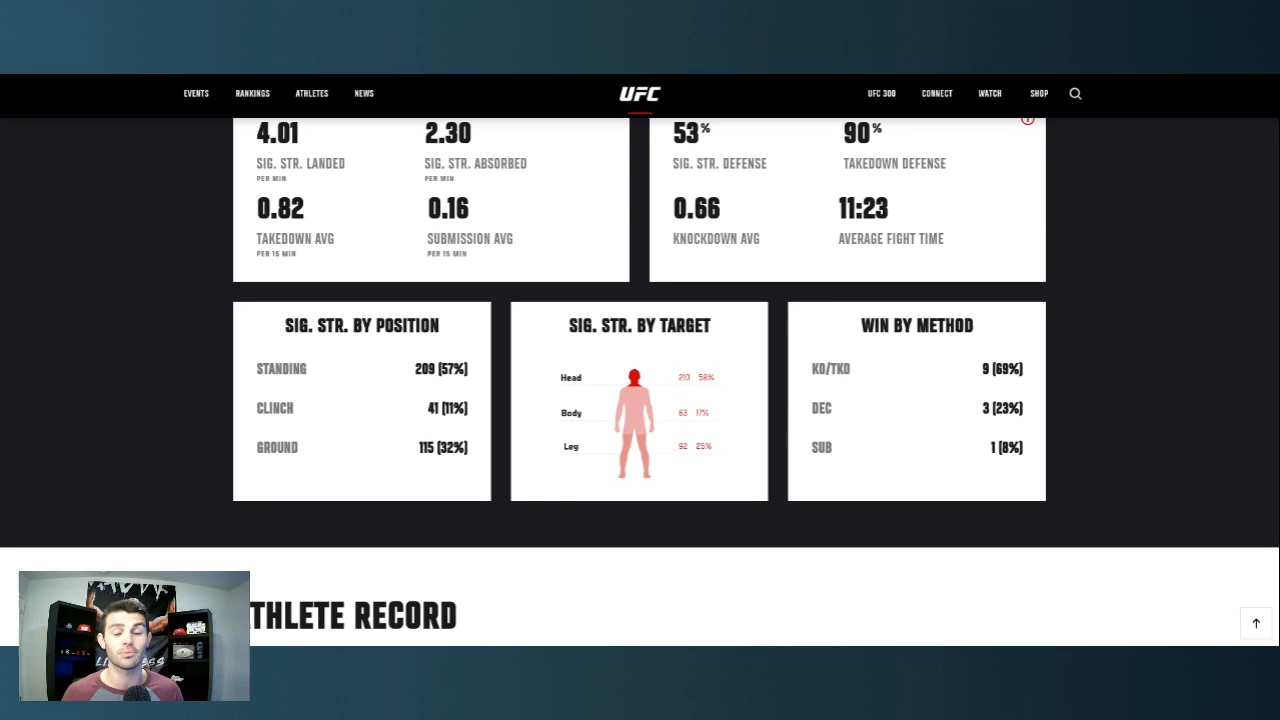 EVENTS RANKINGS ATHLETES NEWS UFC UFC 300 CONNECT WATCH SHOP
4.01 2.30 53% 90%
SIG. STR. LANDED SIG. STR. ABSORBED SIG. STR. DEFENSE TAKEDOWN DEFENSE
PER MIN PER MIN
0.82 0.16 0.66 11:23
TAKEDOWN AVG SUBMISSION AVG KNOCKDOWN AVG AVERAGE FIGHT TIME
PER 15 MIN PER 15 MIN
SIG. STR. BY POSITION
STANDING 209 (57%)
CLINCH 41 (11%)
GROUND 115 (32%)
SIG. STR. BY TARGET
Head 210 58%
Body 63 17%
Leg 92 25%
WIN BY METHOD
KO/TKO 9 (69%)
DEC 3 (23%)
SUB 1 (8%)
THLETE RECORD